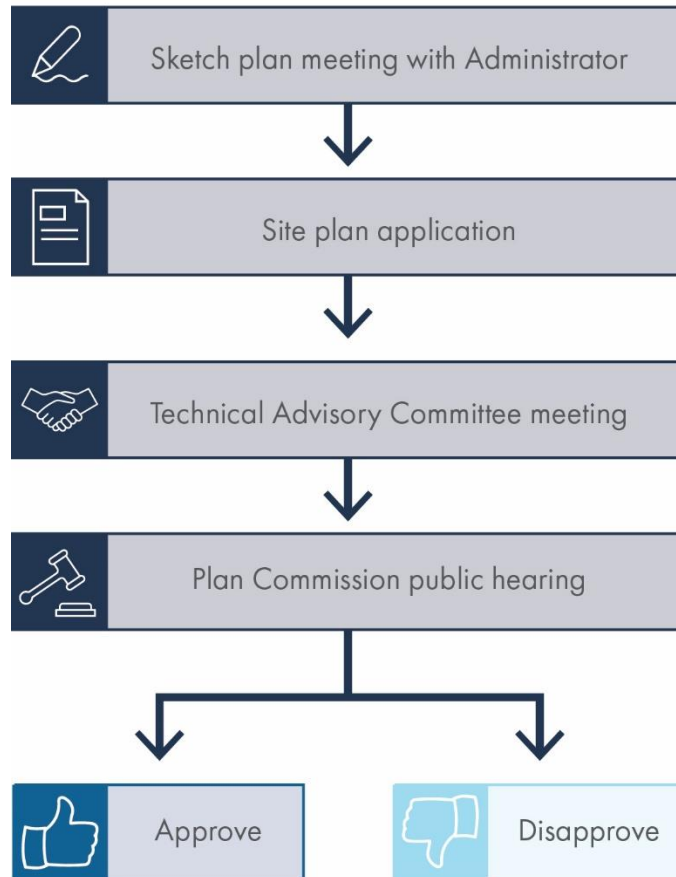 Sketch plan meeting with Administrator
Site plan application
Technical Advisory Committee meeting
Plan Commission public hearing
Approve
Disapprove